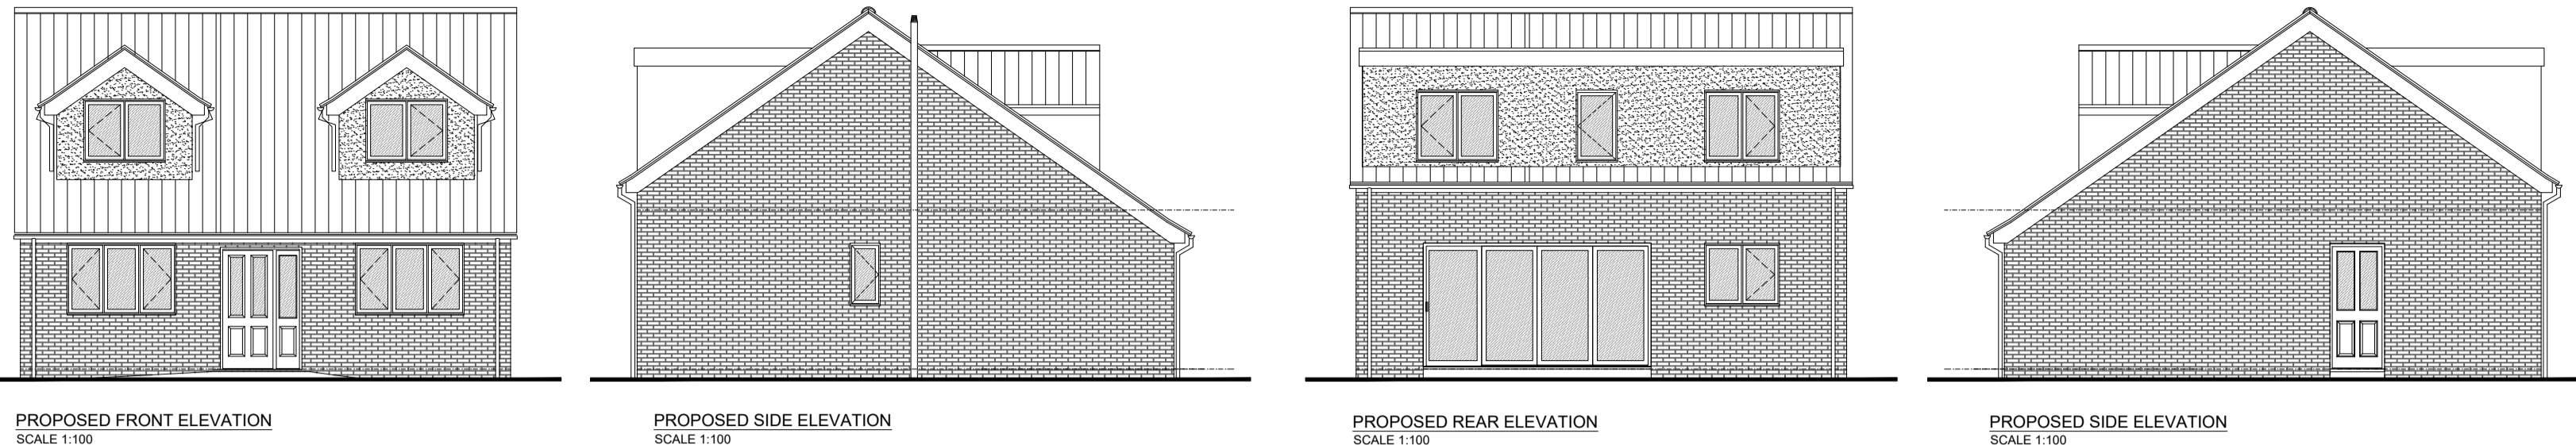 PROPOSED FRONT ELEVATION
SCALE 1:100
PROPOSED SIDE ELEVATION
SCALE 1:100
PROPOSED REAR ELEVATION
SCALE 1:100
PROPOSED SIDE ELEVATION
SCALE 1:100